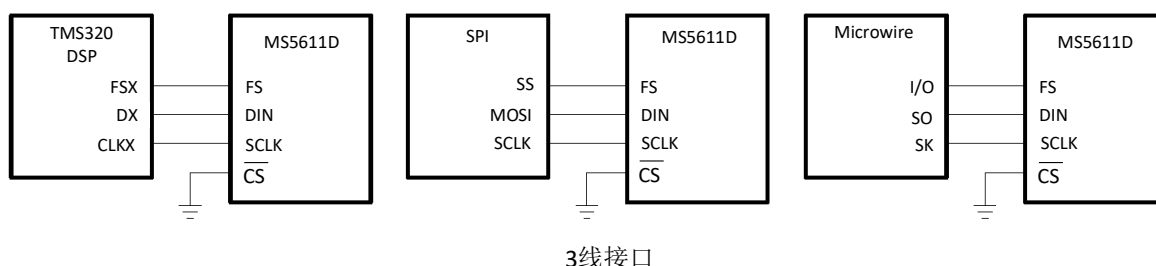 TMS320
DSP
MS5611D
FSX
FS
DX
DIN
CLKX
SCLK
CS
SPI
MS5611D
SS
FS
MOSI
DIN
SCLK
SCLK
CS
Microwire
MS5611D
I/O
FS
SO
DIN
SK
SCLK
CS
3线接口